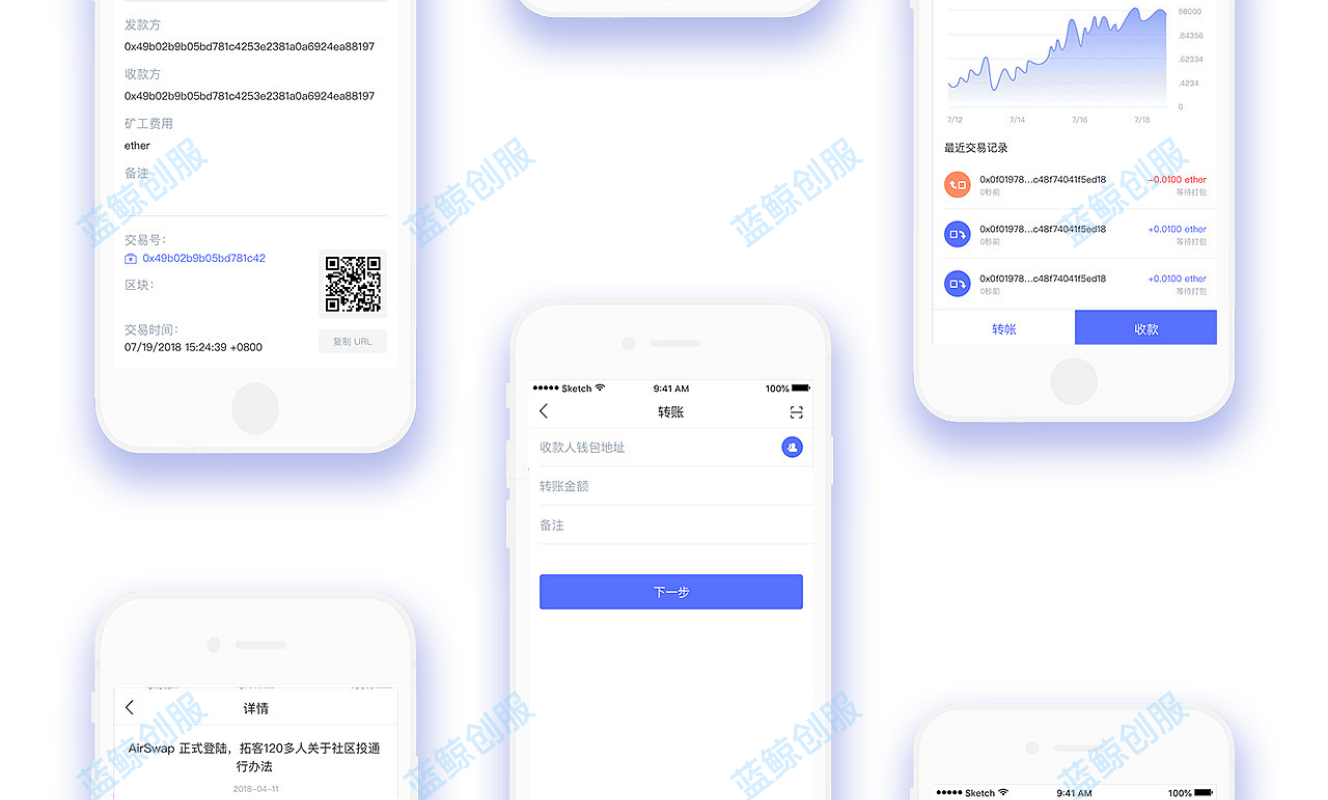 发款方
0x49b02b9b05bd781c4253e2381a0a6924ea88197
收款方
0x49b02b9b05bd781c4253e2381a0a6924ea88197
矿工费用
ether
备注
交易号:
0x49b02b9b05bd781c42
区块:
交易时间:
07/19/2018 15:24:39 +0800
复制 URL
98000
.84356
.62334
.4234
0
7/12 7/14 7/16 7/18
最近交易记录
0x0f01978...c48f74041f5ed18 -0.0100 ether
0秒前 等待打包
0x0f01978...c48f74041f5ed18 +0.0100 ether
0秒前 等待打包
0x0f01978...c48f74041f5ed18 +0.0100 ether
0秒前 等待打包
转帐 收款
Sketch 9:41 AM 100%
转账
收款人钱包地址
转账金额
备注
下一步
详情
AirSwap 正式登陆，拓客120多人关于社区投通
行办法
2018-04-11
Sketch 9:41 AM 100%
蓝鲸创服
蓝鲸创服
蓝鲸创服
蓝鲸创服
蓝鲸创服
蓝鲸创服
蓝鲸创服
蓝鲸创服